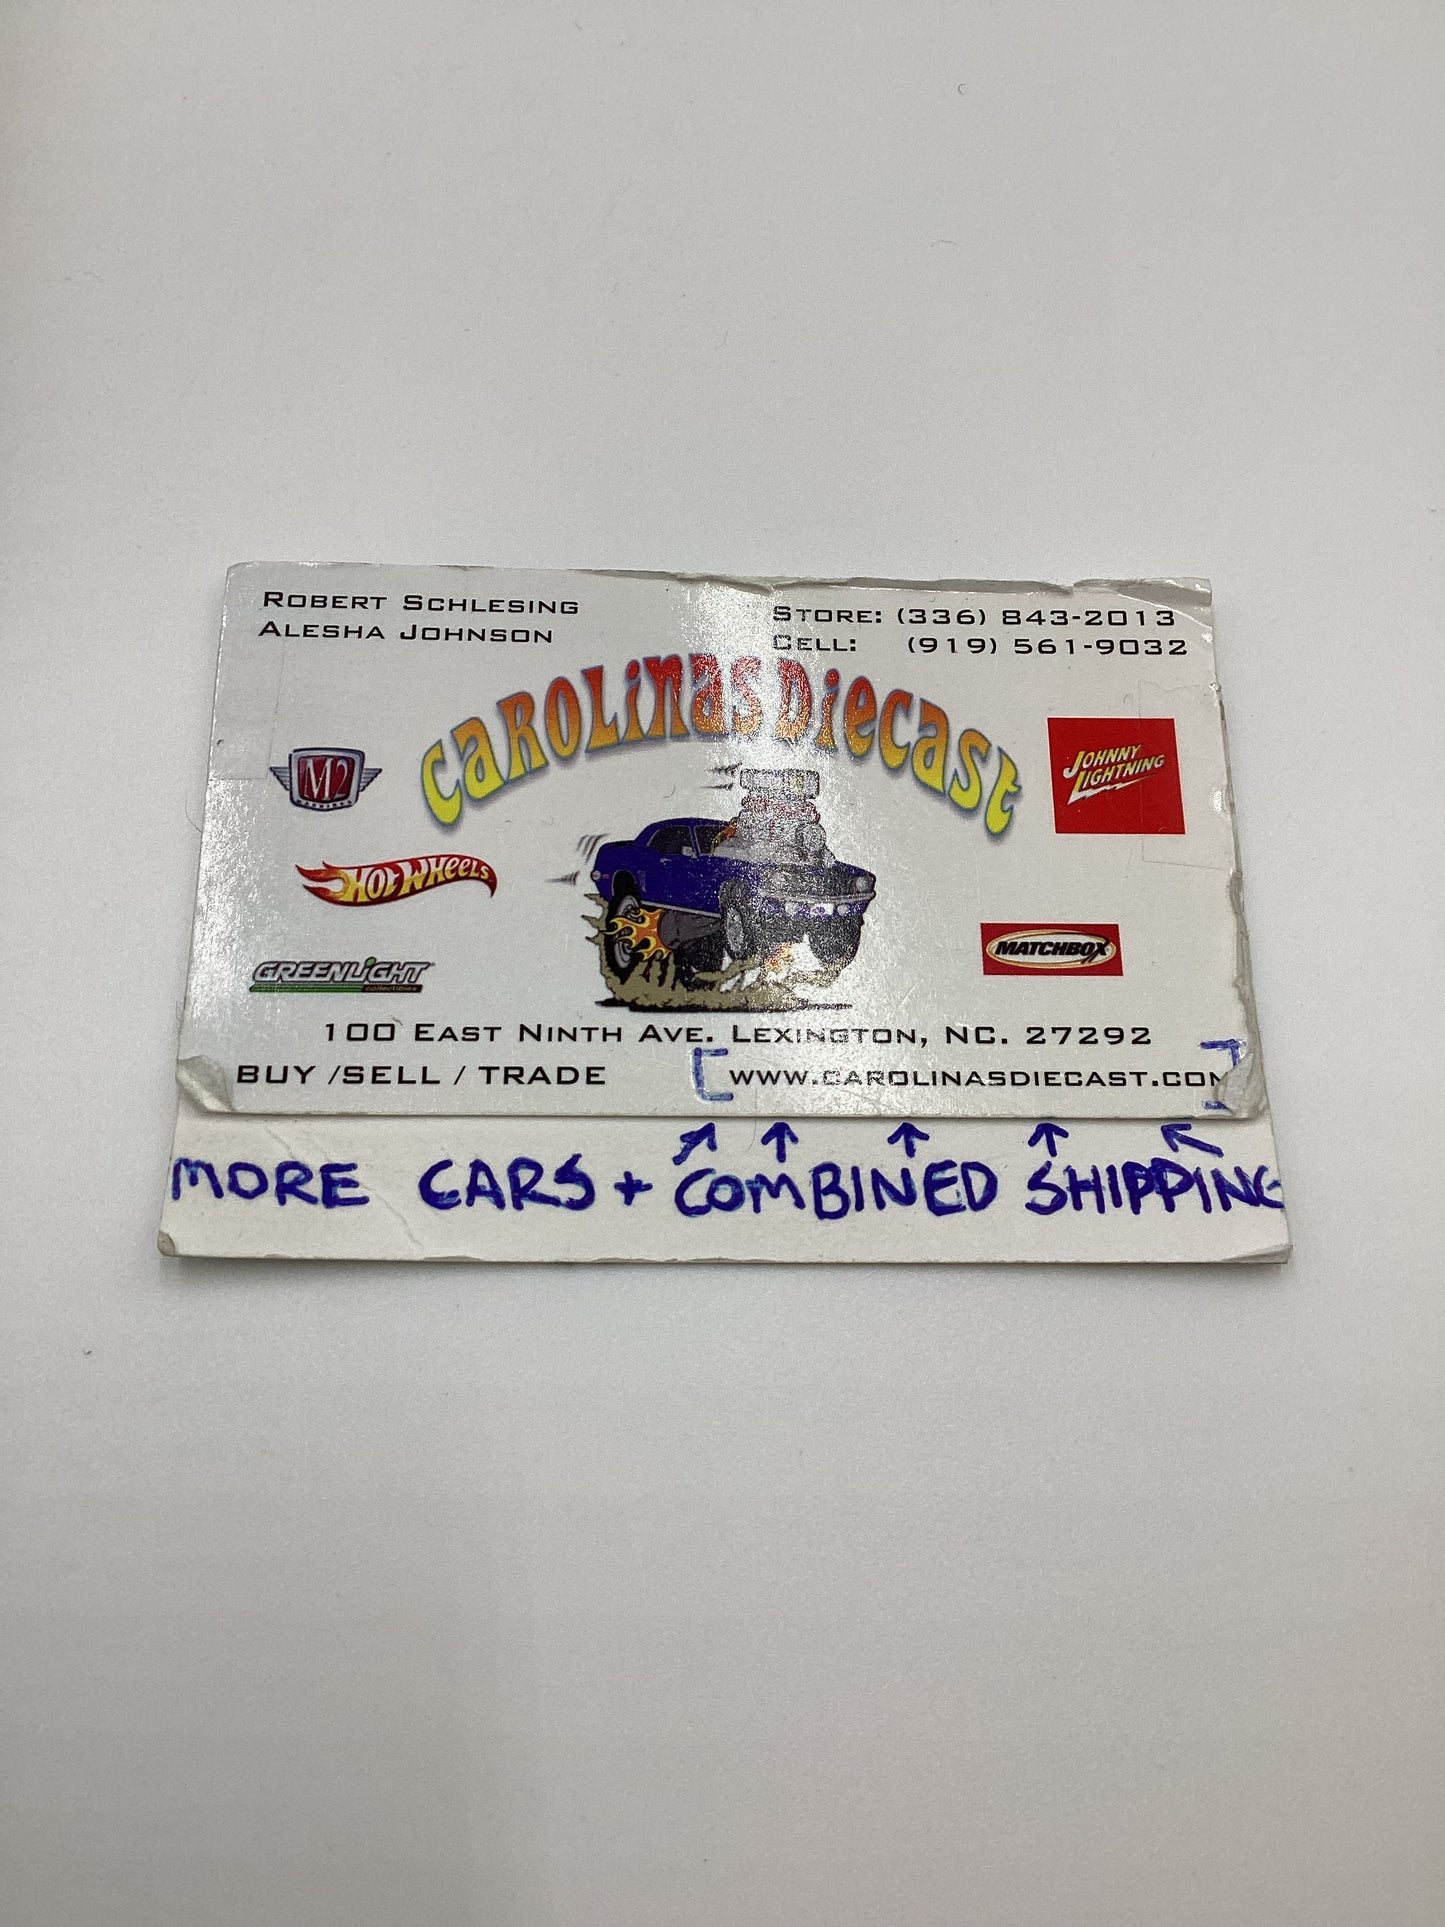 ROBERT SCHLESING
ALESHA JOHNSON
STORE: (336) 843-2013
CELL: (919) 561-9032
CAROLINAS DIECAST
M2
MACHINES
JOHNNY
LIGHTNING
HOT WHEELS
MATCHBOX
GREENLIGHT
collectibles
100 EAST NINTH AVE. LEXINGTON, NC. 27292
BUY /SELL / TRADE
[ WWW.CAROLINASDIECAST.COM ]
MORE CARS + COMBINED SHIPPING